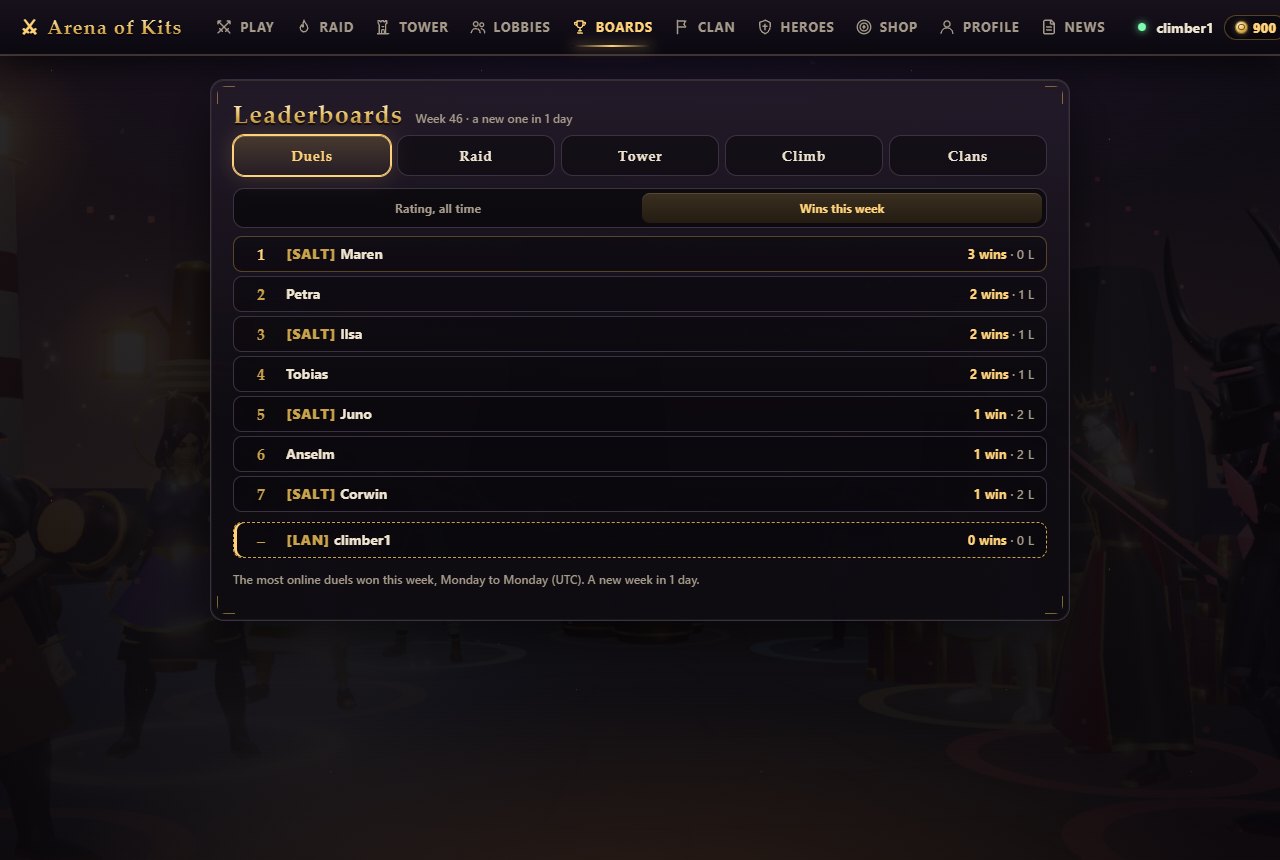 Arena of Kits PLAY RAID TOWER LOBBIES BOARDS CLAN HEROES SHOP PROFILE NEWS climber1 900
Leaderboards Week 46 · a new one in 1 day
Duels Raid Tower Climb Clans
Rating, all time Wins this week
1 [SALT] Maren 3 wins · 0 L
2 Petra 2 wins · 1 L
3 [SALT] Ilsa 2 wins · 1 L
4 Tobias 2 wins · 1 L
5 [SALT] Juno 1 win · 2 L
6 Anselm 1 win · 2 L
7 [SALT] Corwin 1 win · 2 L
– [LAN] climber1 0 wins · 0 L
The most online duels won this week, Monday to Monday (UTC). A new week in 1 day.